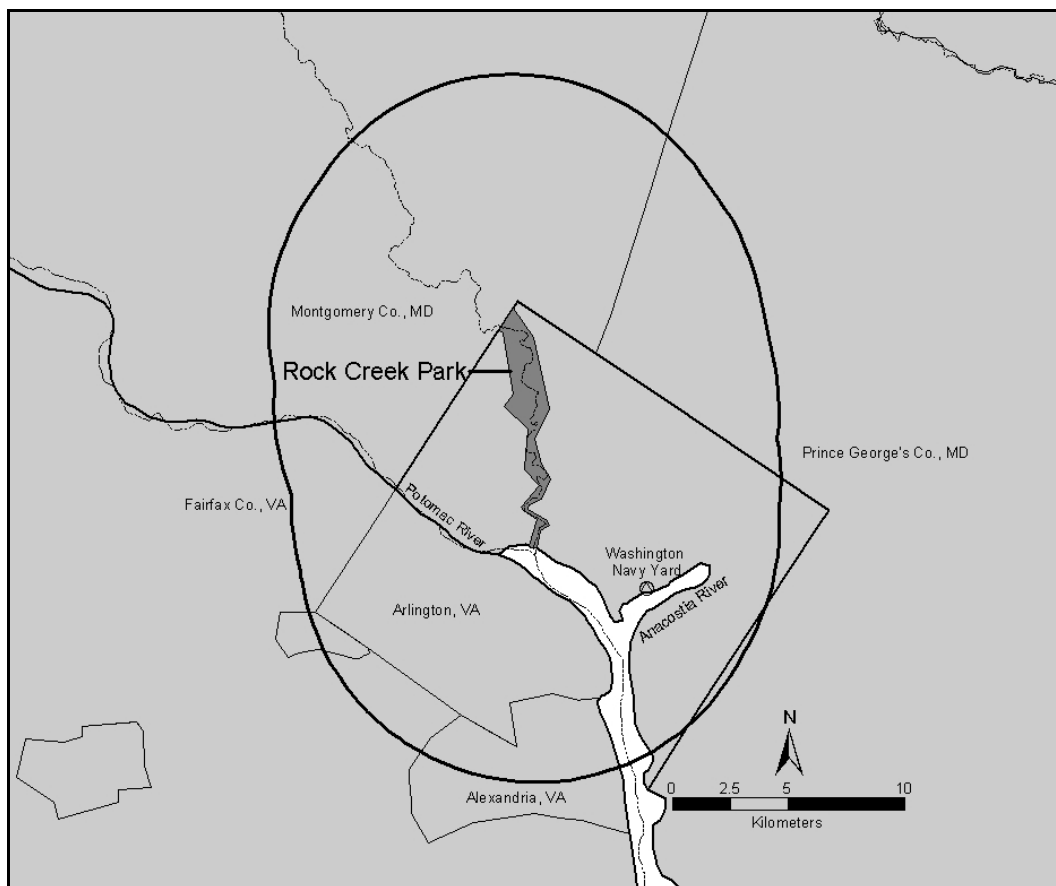 Montgomery Co., MD
Rock Creek Park
Prince George's Co., MD
Fairfax Co., VA
Potomac River
Washington
Navy Yard
Arlington, VA
Anacostia River
N
0 2.5 5 10
Kilometers
Alexandria, VA